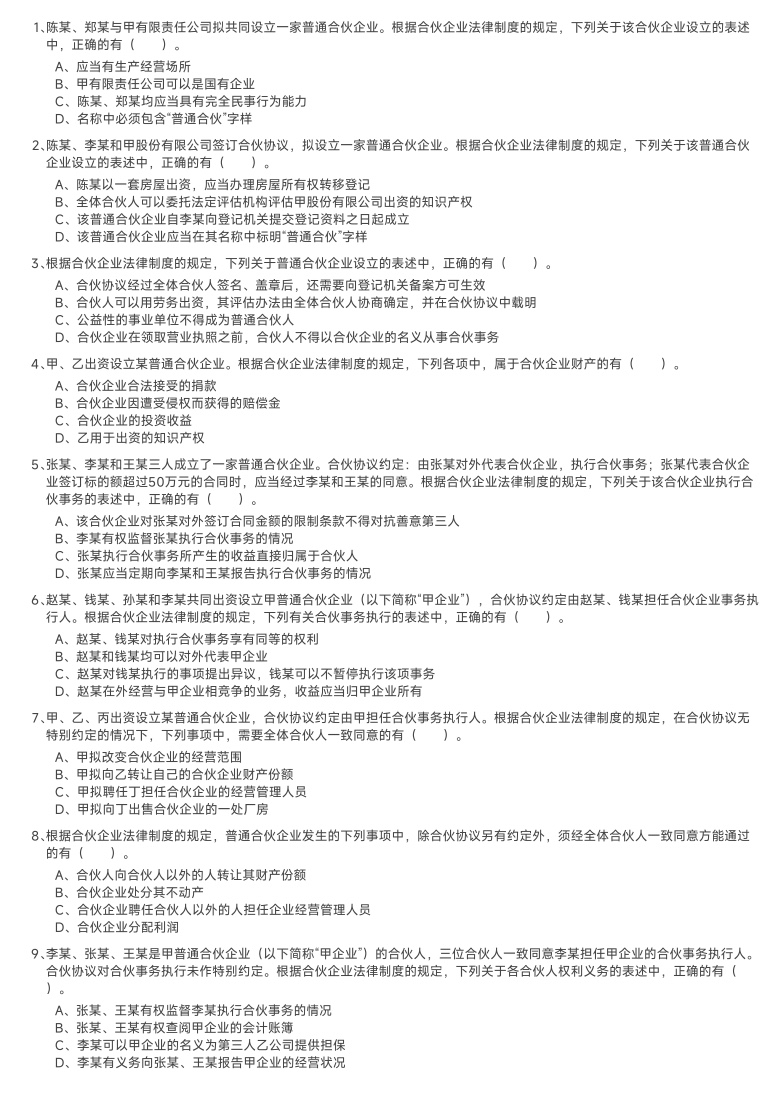 1、陈某、郑某与甲有限责任公司拟共同设立一家普通合伙企业。根据合伙企业法律制度的规定，下列关于该合伙企业设立的表述
中，正确的有（　　）。
A、应当有生产经营场所
B、甲有限责任公司可以是国有企业
C、陈某、郑某均应当具有完全民事行为能力
D、名称中必须包含“普通合伙”字样
2、陈某、李某和甲股份有限公司签订合伙协议，拟设立一家普通合伙企业。根据合伙企业法律制度的规定，下列关于该普通合伙
企业设立的表述中，正确的有（　　）。
A、陈某以一套房屋出资，应当办理房屋所有权转移登记
B、全体合伙人可以委托法定评估机构评估甲股份有限公司出资的知识产权
C、该普通合伙企业自李某向登记机关提交登记资料之日起成立
D、该普通合伙企业应当在其名称中标明“普通合伙”字样
3、根据合伙企业法律制度的规定，下列关于普通合伙企业设立的表述中，正确的有（　　）。
A、合伙协议经过全体合伙人签名、盖章后，还需要向登记机关备案方可生效
B、合伙人可以用劳务出资，其评估办法由全体合伙人协商确定，并在合伙协议中载明
C、公益性的事业单位不得成为普通合伙人
D、合伙企业在领取营业执照之前，合伙人不得以合伙企业的名义从事合伙事务
4、甲、乙出资设立某普通合伙企业。根据合伙企业法律制度的规定，下列各项中，属于合伙企业财产的有（　　）。
A、合伙企业合法接受的捐款
B、合伙企业因遭受侵权而获得的赔偿金
C、合伙企业的投资收益
D、乙用于出资的知识产权
5、张某、李某和王某三人成立了一家普通合伙企业。合伙协议约定：由张某对外代表合伙企业，执行合伙事务；张某代表合伙企
业签订标的额超过50万元的合同时，应当经过李某和王某的同意。根据合伙企业法律制度的规定，下列关于该合伙企业执行合
伙事务的表述中，正确的有（　　）。
A、该合伙企业对张某对外签订合同金额的限制条款不得对抗善意第三人
B、李某有权监督张某执行合伙事务的情况
C、张某执行合伙事务所产生的收益直接归属于合伙人
D、张某应当定期向李某和王某报告执行合伙事务的情况
6、赵某、钱某、孙某和李某共同出资设立甲普通合伙企业（以下简称“甲企业”），合伙协议约定由赵某、钱某担任合伙企业事务执
行人。根据合伙企业法律制度的规定，下列有关合伙事务执行的表述中，正确的有（　　）。
A、赵某、钱某对执行合伙事务享有同等的权利
B、赵某和钱某均可以对外代表甲企业
C、赵某对钱某执行的事项提出异议，钱某可以不暂停执行该项事务
D、赵某在外经营与甲企业相竞争的业务，收益应当归甲企业所有
7、甲、乙、丙出资设立某普通合伙企业，合伙协议约定由甲担任合伙事务执行人。根据合伙企业法律制度的规定，在合伙协议无
特别约定的情况下，下列事项中，需要全体合伙人一致同意的有（　　）。
A、甲拟改变合伙企业的经营范围
B、甲拟向乙转让自己的合伙企业财产份额
C、甲拟聘任丁担任合伙企业的经营管理人员
D、甲拟向丁出售合伙企业的一处厂房
8、根据合伙企业法律制度的规定，普通合伙企业发生的下列事项中，除合伙协议另有约定外，须经全体合伙人一致同意方能通过
的有（　　）。
A、合伙人向合伙人以外的人转让其财产份额
B、合伙企业处分其不动产
C、合伙企业聘任合伙人以外的人担任企业经营管理人员
D、合伙企业分配利润
9、李某、张某、王某是甲普通合伙企业（以下简称“甲企业”）的合伙人，三位合伙人一致同意李某担任甲企业的合伙事务执行人。
合伙协议对合伙事务执行未作特别约定。根据合伙企业法律制度的规定，下列关于各合伙人权利义务的表述中，正确的有（
）。
A、张某、王某有权监督李某执行合伙事务的情况
B、张某、王某有权查阅甲企业的会计账簿
C、李某可以甲企业的名义为第三人乙公司提供担保
D、李某有义务向张某、王某报告甲企业的经营状况